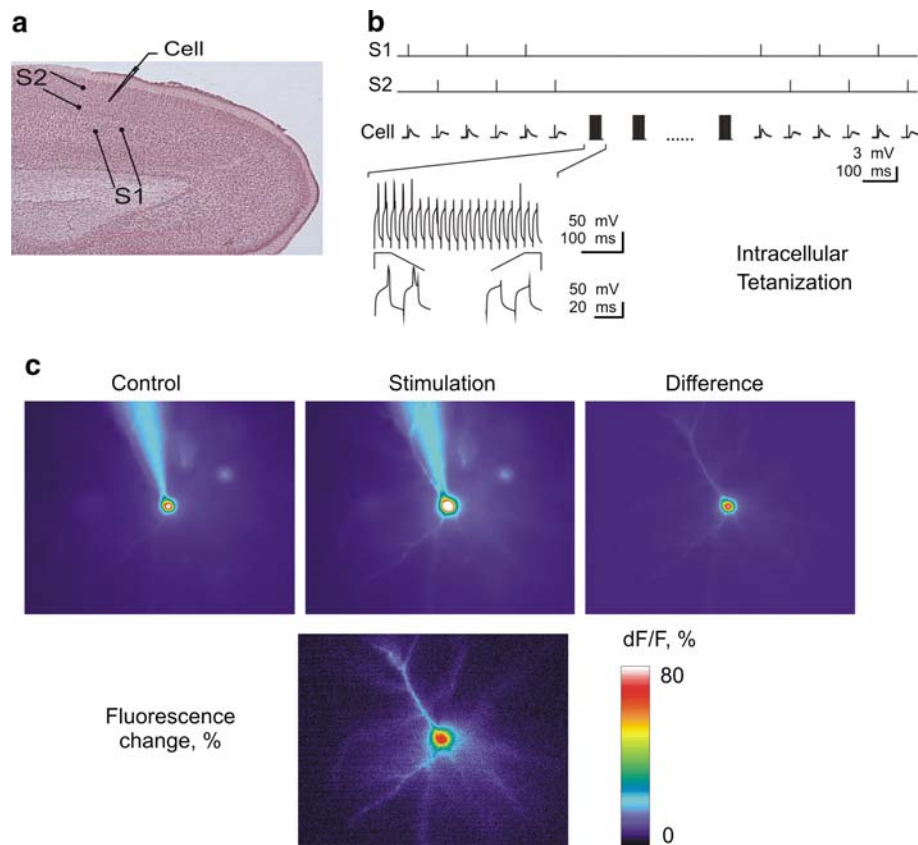 a
Cell
S2
S1
b
S1
S2
Cell
......
3 mV
100 ms
50 mV
100 ms
50 mV
20 ms
Intracellular
Tetanization
c
Control
Stimulation
Difference
Fluorescence
change, %
dF/F, %
80
0